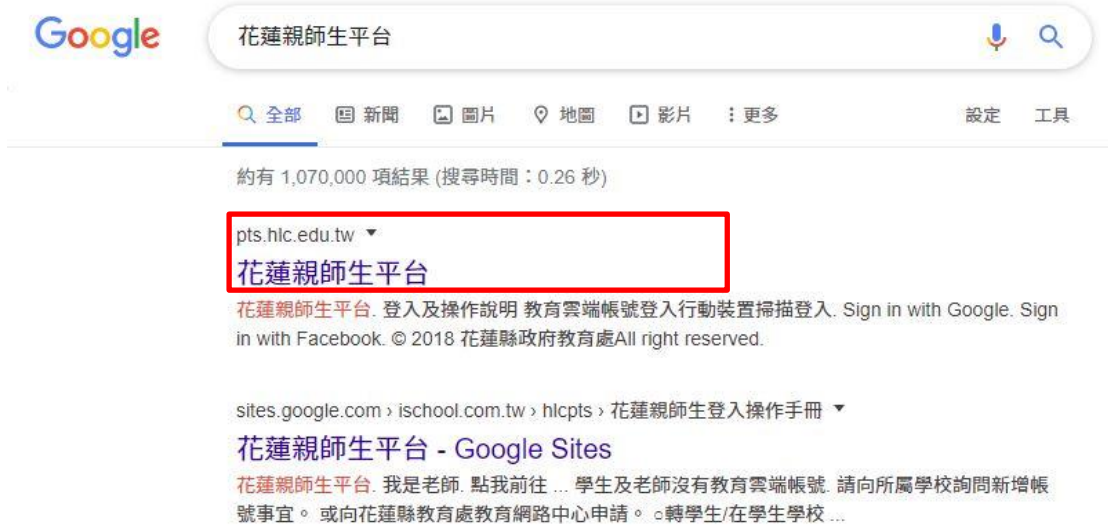 Google 花蓮親師生平台
全部 新聞 圖片 地圖 影片 更多 設定 工具
約有 1,070,000 項結果 (搜尋時間:0.26 秒)
pts.hlc.edu.tw
花蓮親師生平台
花蓮親師生平台. 登入及操作說明 教育雲端帳號登入行動裝置掃描登入. Sign in with Google. Sign
in with Facebook. © 2018 花蓮縣政府教育處All right reserved.
sites.google.com › ischool.com.tw › hlcpts › 花蓮親師生登入操作手冊
花蓮親師生平台 - Google Sites
花蓮親師生平台. 我是老師. 點我前往 ... 學生及老師沒有教育雲端帳號. 請向所屬學校詢問新增帳
號事宜。 或向花蓮縣教育處教育網路中心申請。 ○轉學生/在學生學校 ...